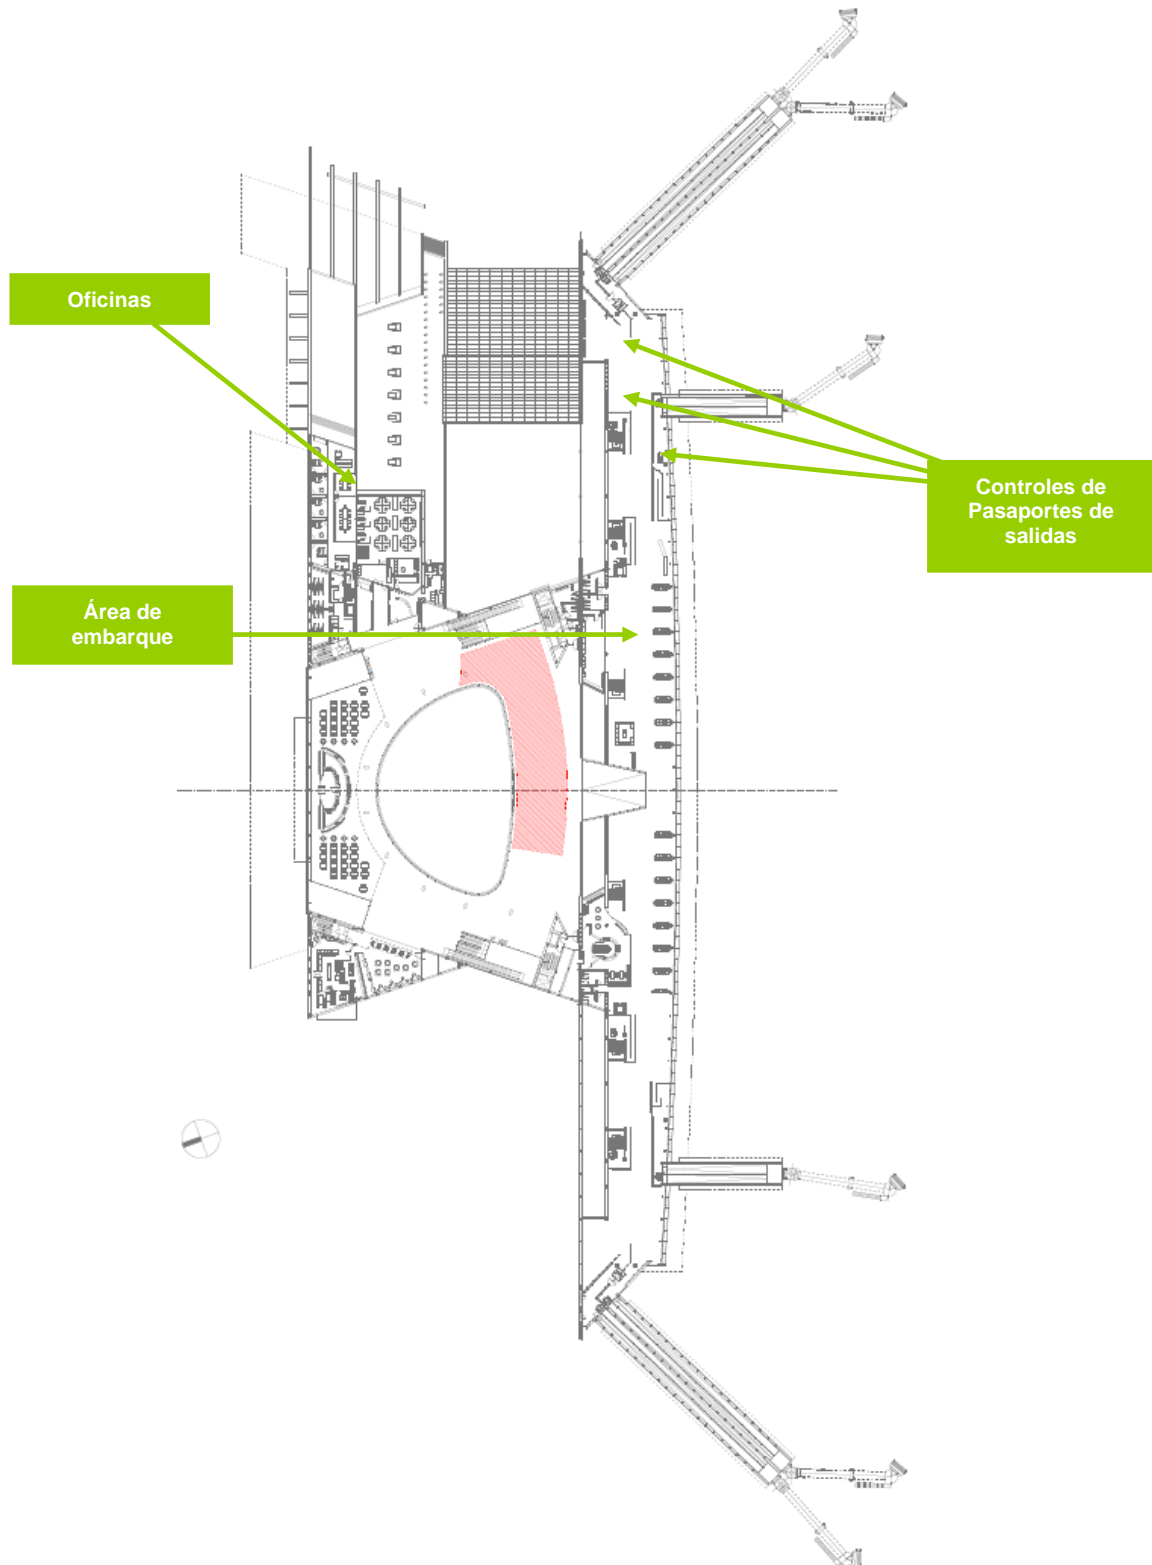 Oficinas
Controles de
Pasaportes de
salidas
Área de
embarque